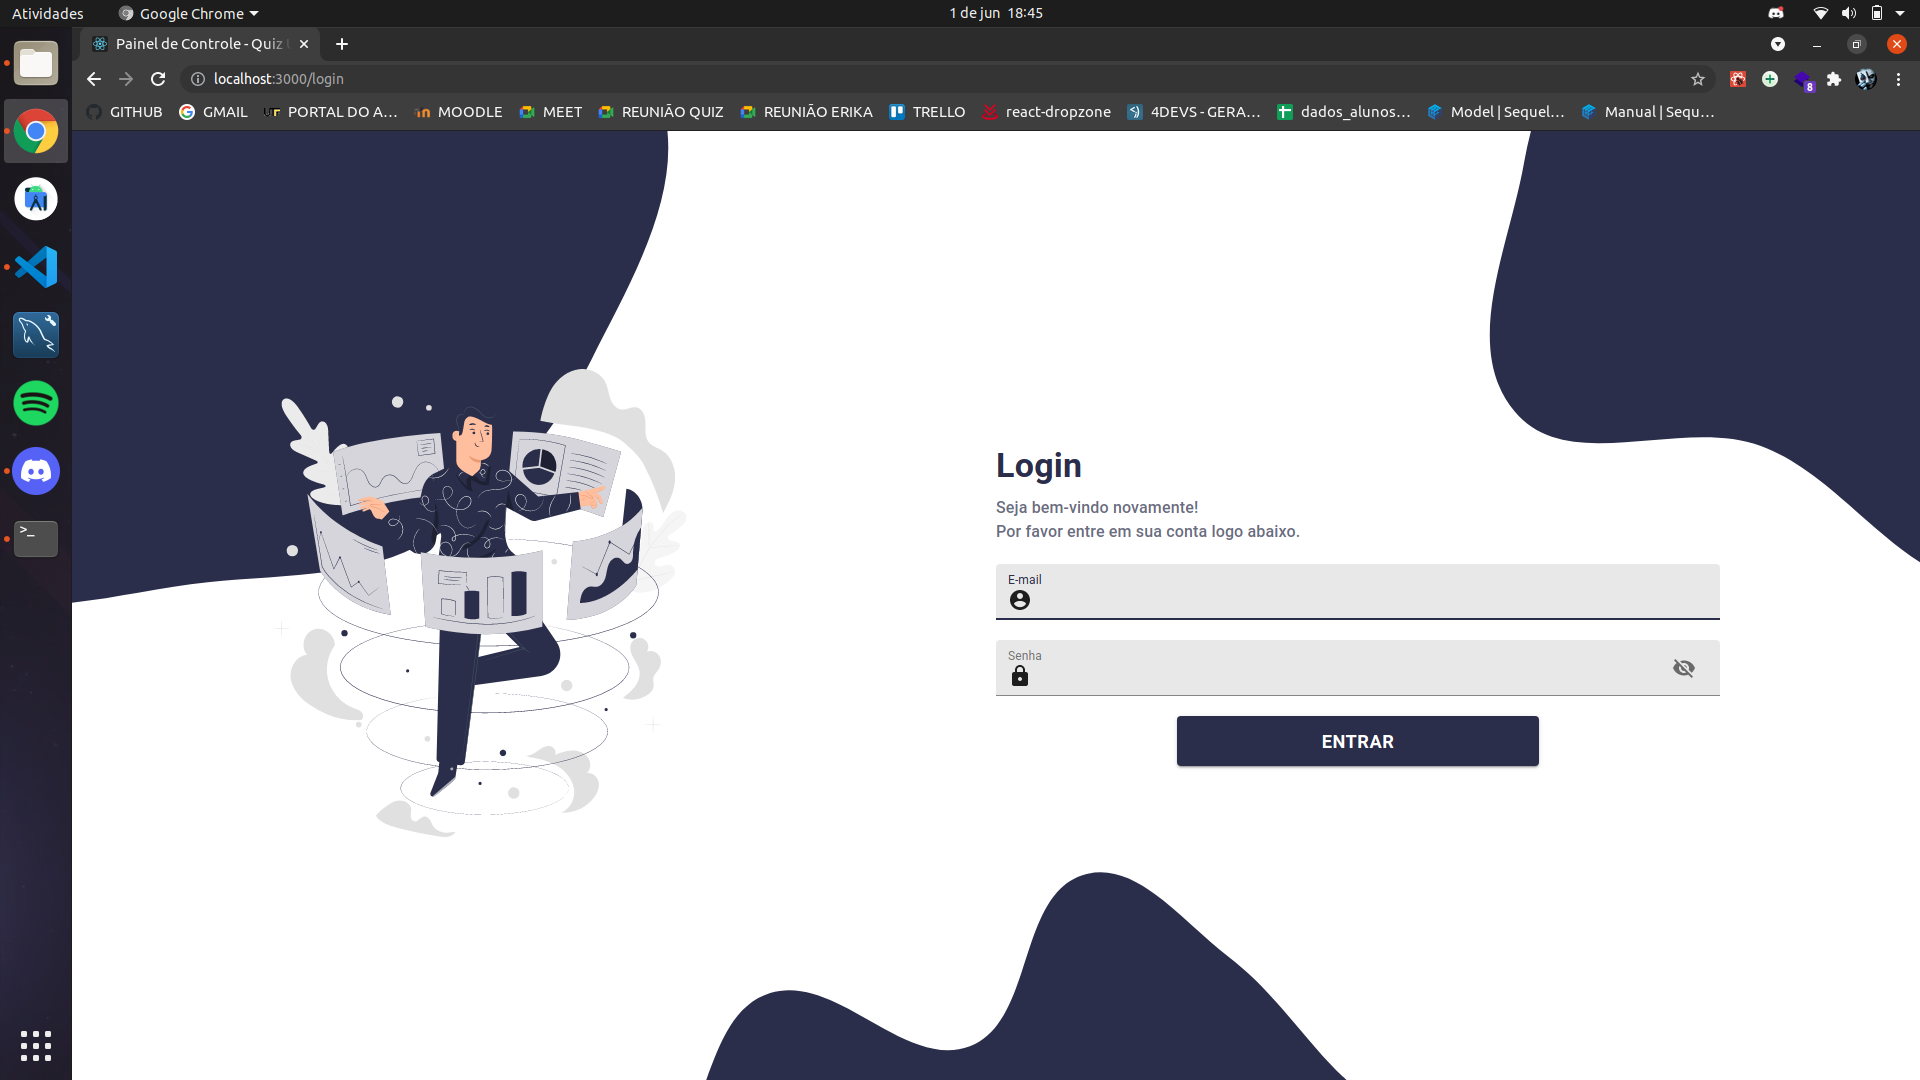 Atividades
Google Chrome
1 de jun 18:45
Painel de Controle - Quiz
localhost:3000/login
8
GITHUB
GMAIL
PORTAL DO A...
MOODLE
MEET
REUNIÃO QUIZ
REUNIÃO ERIKA
TRELLO
react-dropzone
4DEVS - GERA...
dados_alunos...
Model | Sequel...
Manual | Sequ...
Login
Seja bem-vindo novamente!
Por favor entre em sua conta logo abaixo.
E-mail
Senha
ENTRAR